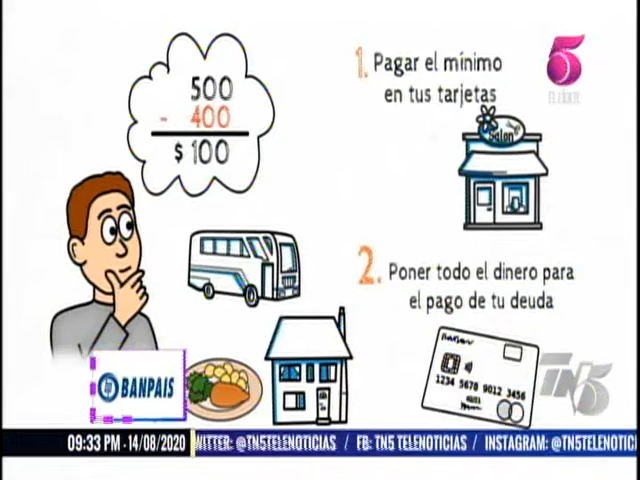 500
- 400
$ 100
1. Pagar el mínimo
en tus tarjetas
5
Salon
2. Poner todo el dinero para
el pago de tu deuda
1234 5678 9012 3456
BANPAIS
TN5
09:33 PM - 14/08/2020 WITTER: @TN5TELENOTICIAS / FB: TN5 TELENOTICIAS / INSTAGRAM: @TN5TELENOTICI